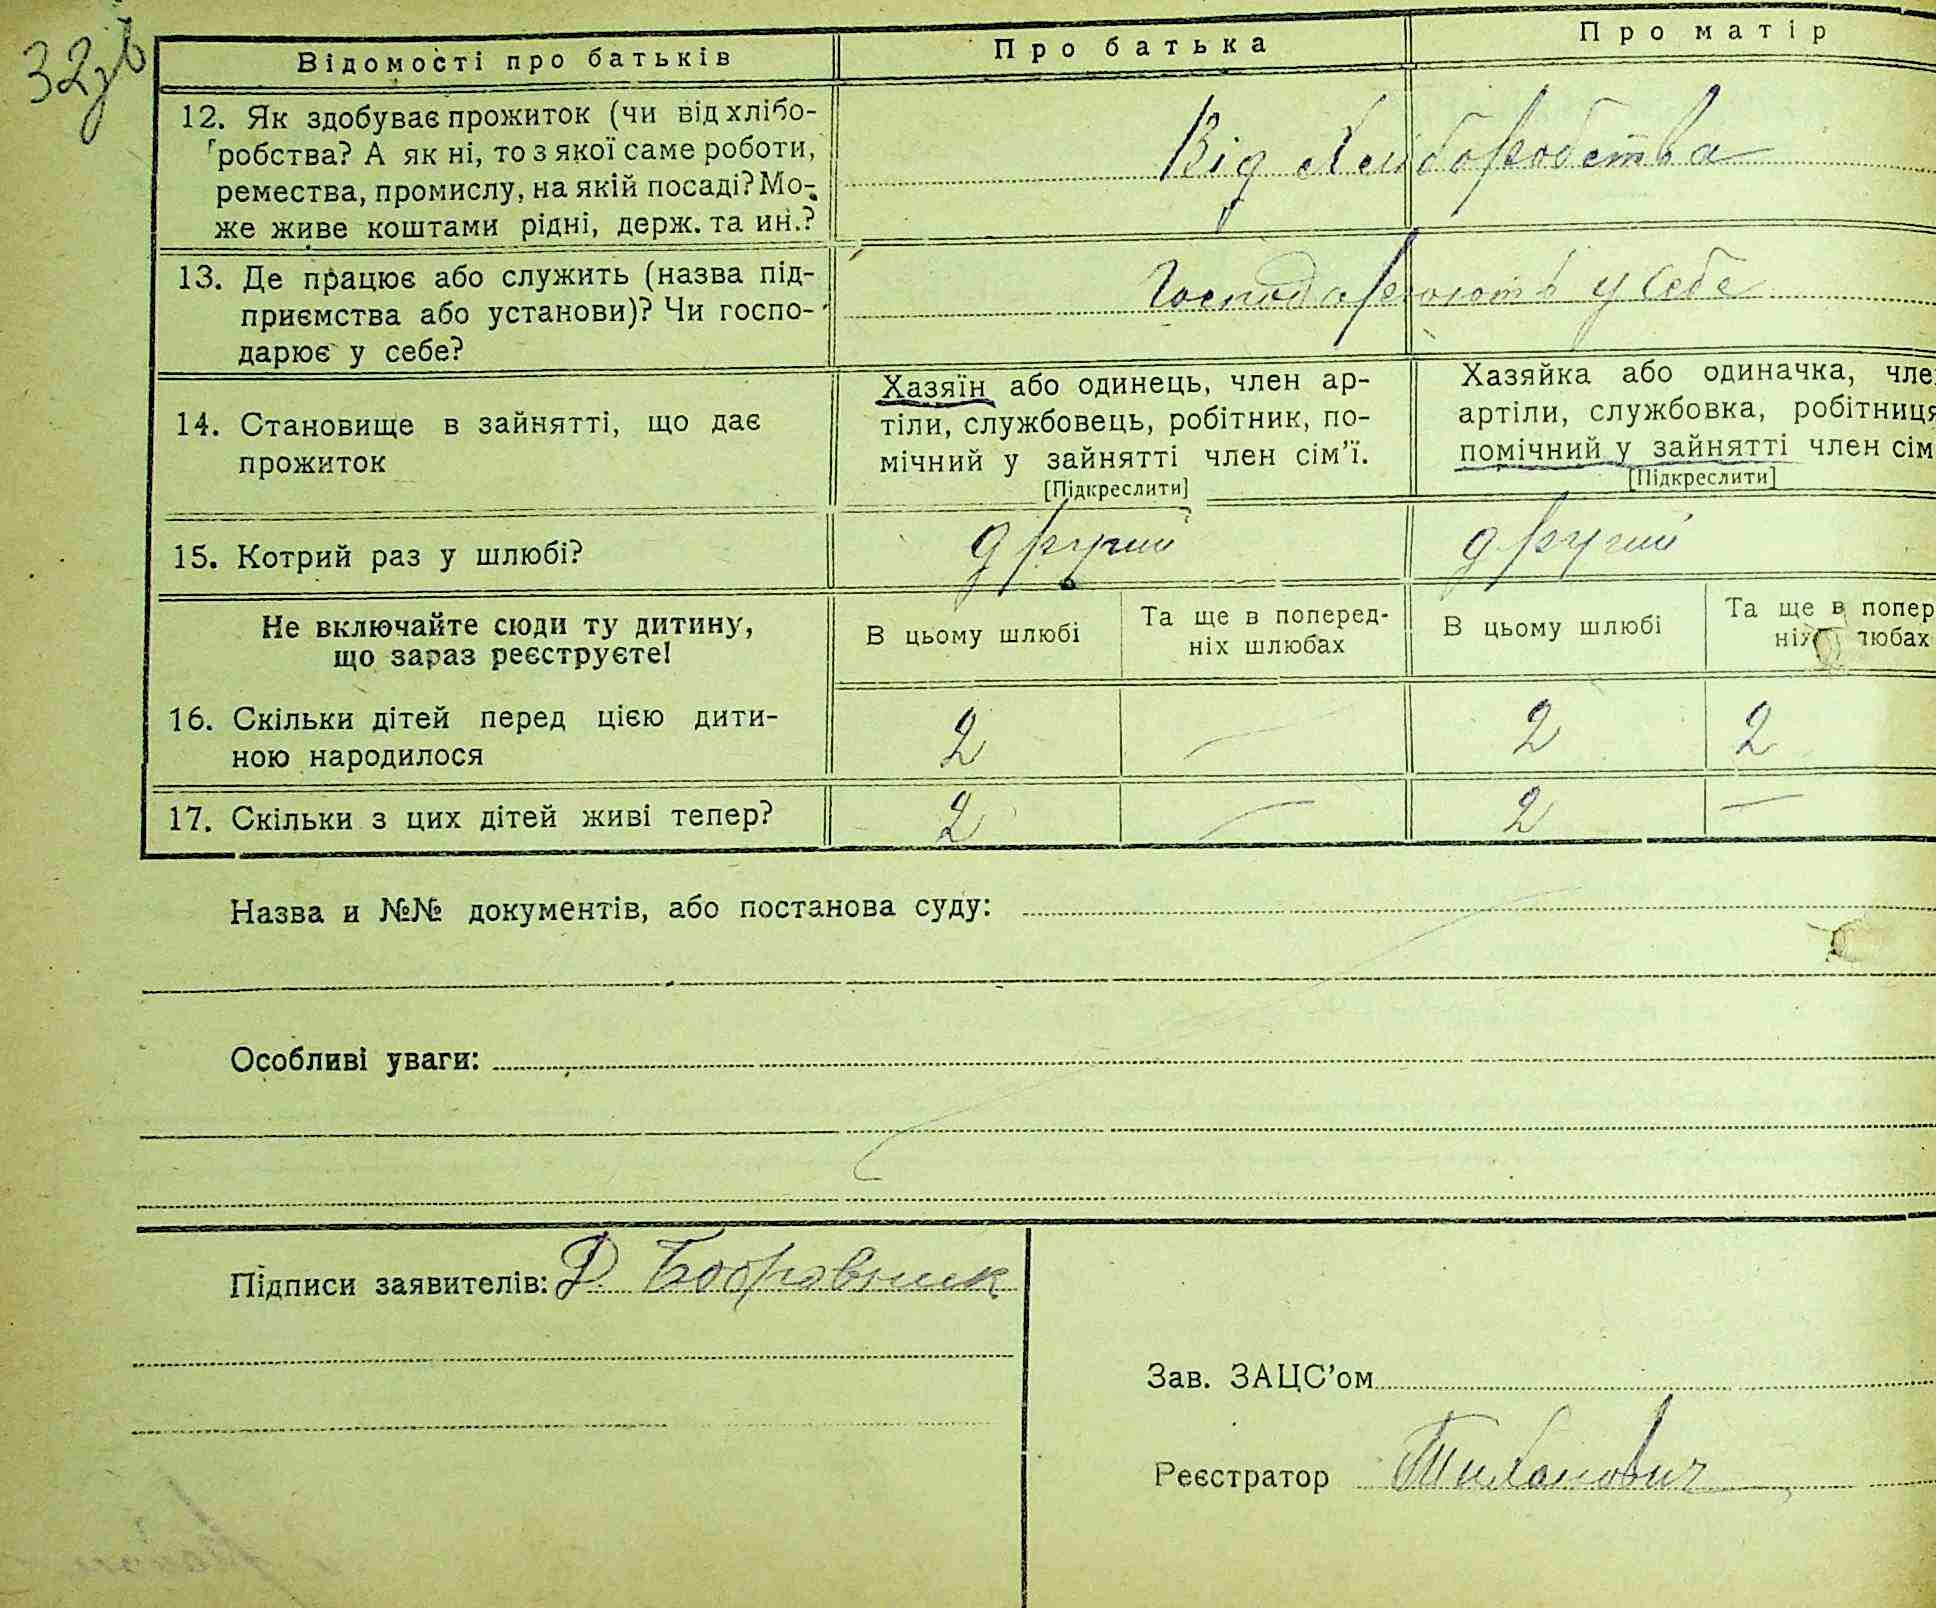 32зв
Відомості про батьків
Про батька
Про матір
12. Як здобуває прожиток (чи від хлібо-
робства? А як ні, то з якої саме роботи,
ремества, промислу, на якій посаді? Мо-
же живе коштами рідні, держ. та ин.?
Від хліборобства
13. Де працює або служить (назва під-
приємства або установи)? Чи госпо-
дарює у себе?
Господарюють у себе
14. Становище в зайнятті, що дає
прожиток
Хазяїн або одинець, член ар-
тіли, службовець, робітник, по-
мічний у зайнятті член сім’ї.
[Підкреслити]
Хазяйка або одиначка, член
артіли, службовка, робітниця
помічний у зайнятті член сім
[Підкреслити]
15. Котрий раз у шлюбі?
другий
другий
Не включайте сюди ту дитину,
що зараз реєструєте!
В цьому шлюбі
Та ще в поперед-
ніх шлюбах
В цьому шлюбі
Та ще в попер
ніх шлюбах
16. Скільки дітей перед цією дити-
ною народилося
2 — 2 2
17. Скільки з цих дітей живі тепер?
2 — 2 —
Назва и №№ документів, або постанова суду:
Особливі уваги:
Підписи заявителів: Д. Бобровник
Зав. ЗАЦС’ом
Реєстратор